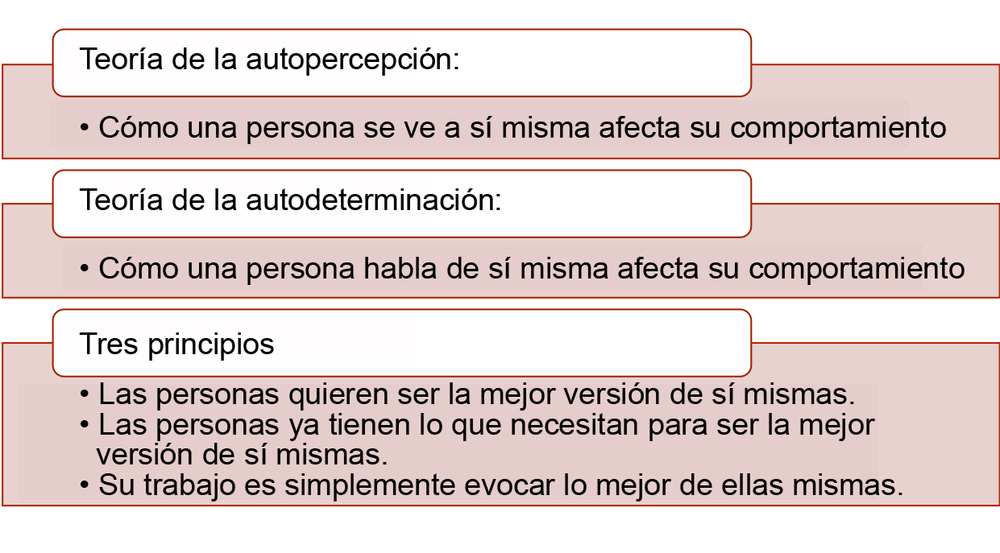 Teoría de la autopercepción:
• Cómo una persona se ve a sí misma afecta su comportamiento
Teoría de la autodeterminación:
• Cómo una persona habla de sí misma afecta su comportamiento
Tres principios
• Las personas quieren ser la mejor versión de sí mismas.
• Las personas ya tienen lo que necesitan para ser la mejor
versión de sí mismas.
• Su trabajo es simplemente evocar lo mejor de ellas mismas.